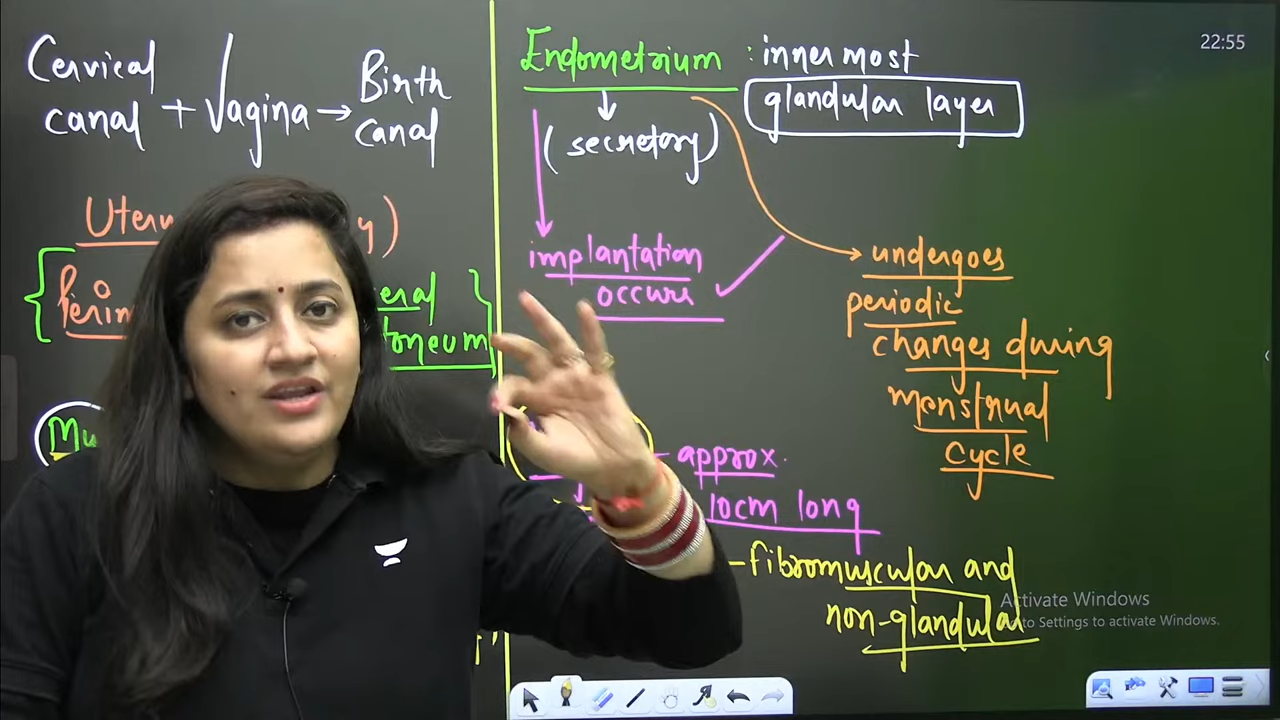 Cervical
canal + Vagina → Birth
canal
y)
toneum
Endometrium : innermost
glandular layer
(secretory)
implantation
occurs
undergoes
periodic
changes during
menstrual
cycle
approx.
10cm long
-fibromuscular and
non-glandular
22:55
Activate Windows
to Settings to activate Windows.